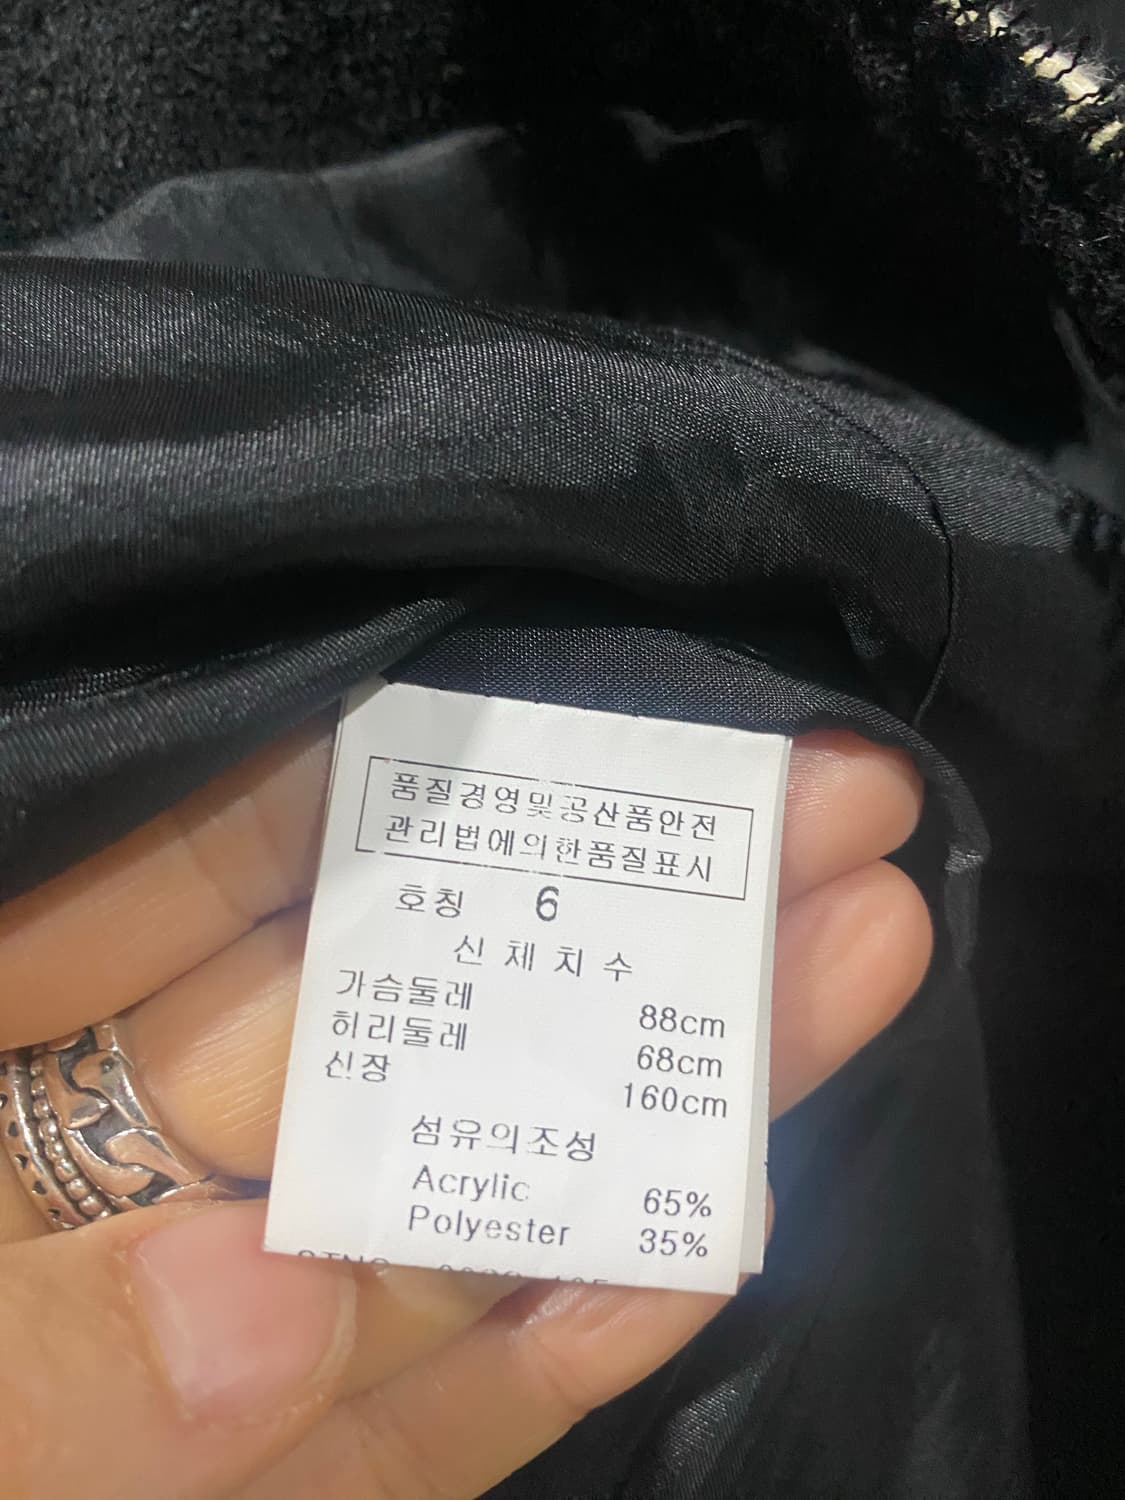 품질경영및공산품안전
관리법에의한품질표시
호칭 6
신체치수
가슴둘레 88cm
허리둘레 68cm
신장 160cm
섬유의조성
Acrylic 65%
Polyester 35%